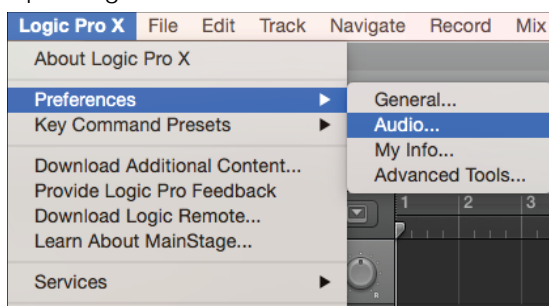 Logic Pro X File Edit Track Navigate Record Mix
About Logic Pro X
Preferences
Key Command Presets
Download Additional Content...
Provide Logic Pro Feedback
Download Logic Remote...
Learn About MainStage...
Services
General...
Audio...
My Info...
Advanced Tools...
1 2 3
R